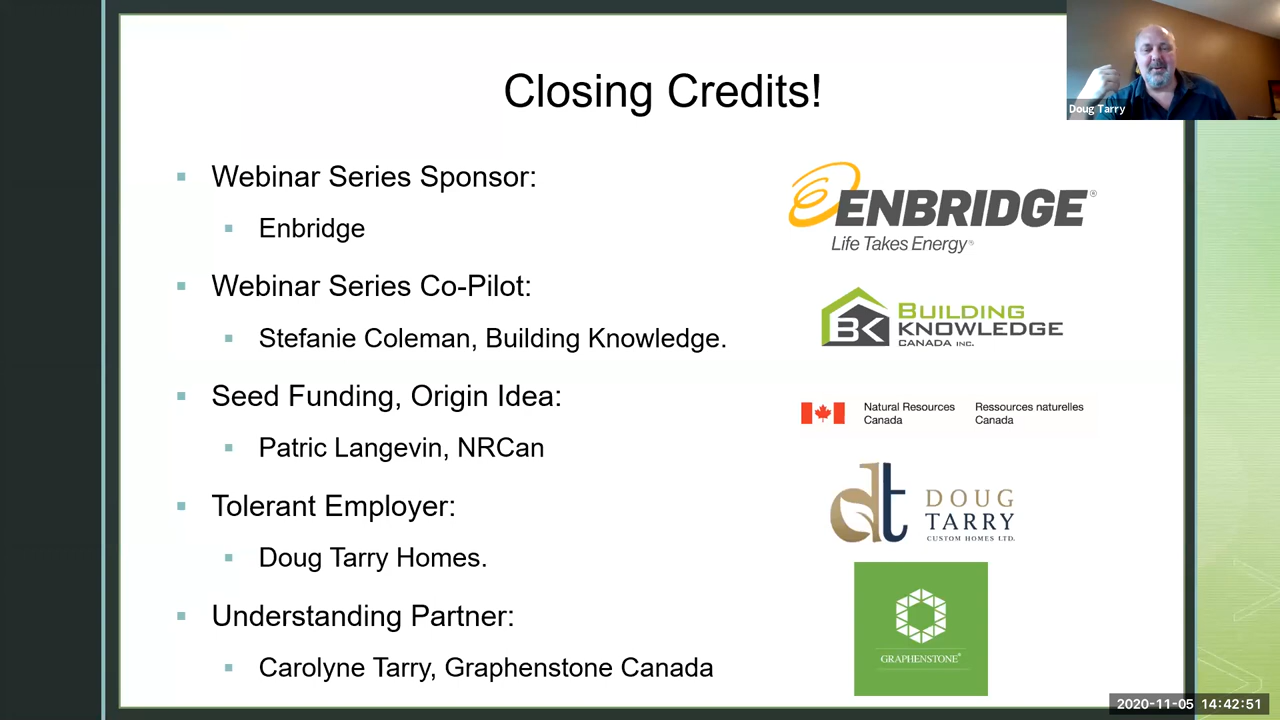 Closing Credits!
Doug Tarry
Webinar Series Sponsor:
Enbridge
ENBRIDGE®
Life Takes Energy®
Webinar Series Co-Pilot:
Stefanie Coleman, Building Knowledge.
BK
BUILDING
KNOWLEDGE
CANADA INC.
Seed Funding, Origin Idea:
Patric Langevin, NRCan
Natural Resources
Canada
Ressources naturelles
Canada
Tolerant Employer:
Doug Tarry Homes.
dt
DOUG
TARRY
CUSTOM HOMES LTD.
Understanding Partner:
Carolyne Tarry, Graphenstone Canada
GRAPHENSTONE®
2020-11-05 14:42:51